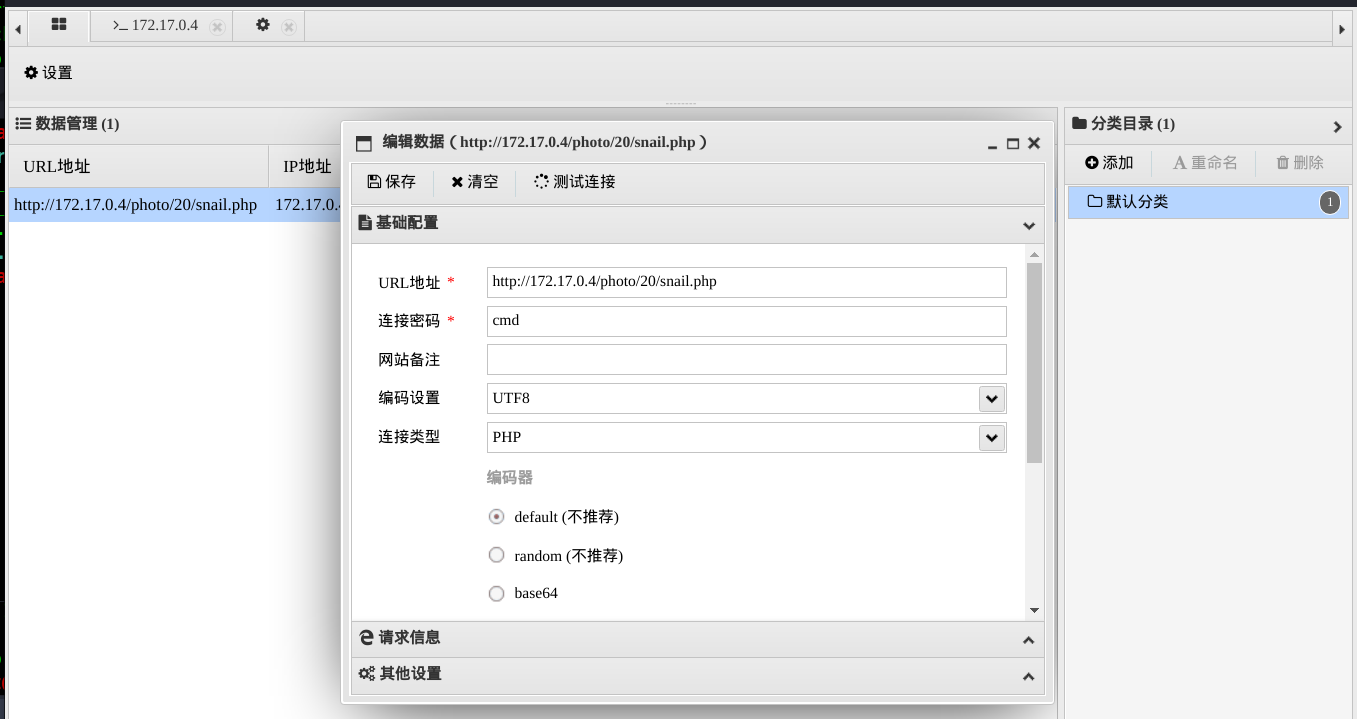 >_ 172.17.0.4
设置
数据管理 (1)
URL地址
IP地址
http://172.17.0.4/photo/20/snail.php
172.17.0.
编辑数据 ( http://172.17.0.4/photo/20/snail.php )
保存
清空
测试连接
基础配置
URL地址 *
http://172.17.0.4/photo/20/snail.php
连接密码 *
cmd
网站备注
编码设置
UTF8
连接类型
PHP
编码器
default (不推荐)
random (不推荐)
base64
请求信息
其他设置
分类目录 (1)
添加
重命名
删除
默认分类
1